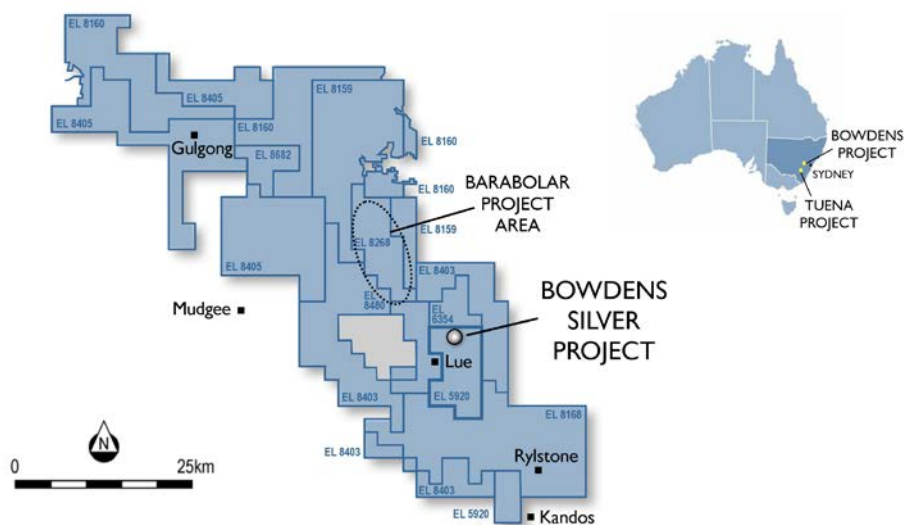 EL 8160
EL 8405
EL 8159
EL 8405
EL 8160
EL 8160
Gulgong
EL 8682
EL 8160
BARABOLAR
PROJECT
AREA
EL 8159
EL 8268
EL 8405
EL 8403
EL
8480
EL
6354
Mudgee
BOWDENS
SILVER
PROJECT
Lue
EL 5920
EL 8403
EL 8168
EL 8403
Rylstone
EL 8403
EL 5920
Kandos
N
0
25km
BOWDENS
PROJECT
SYDNEY
TUENA
PROJECT